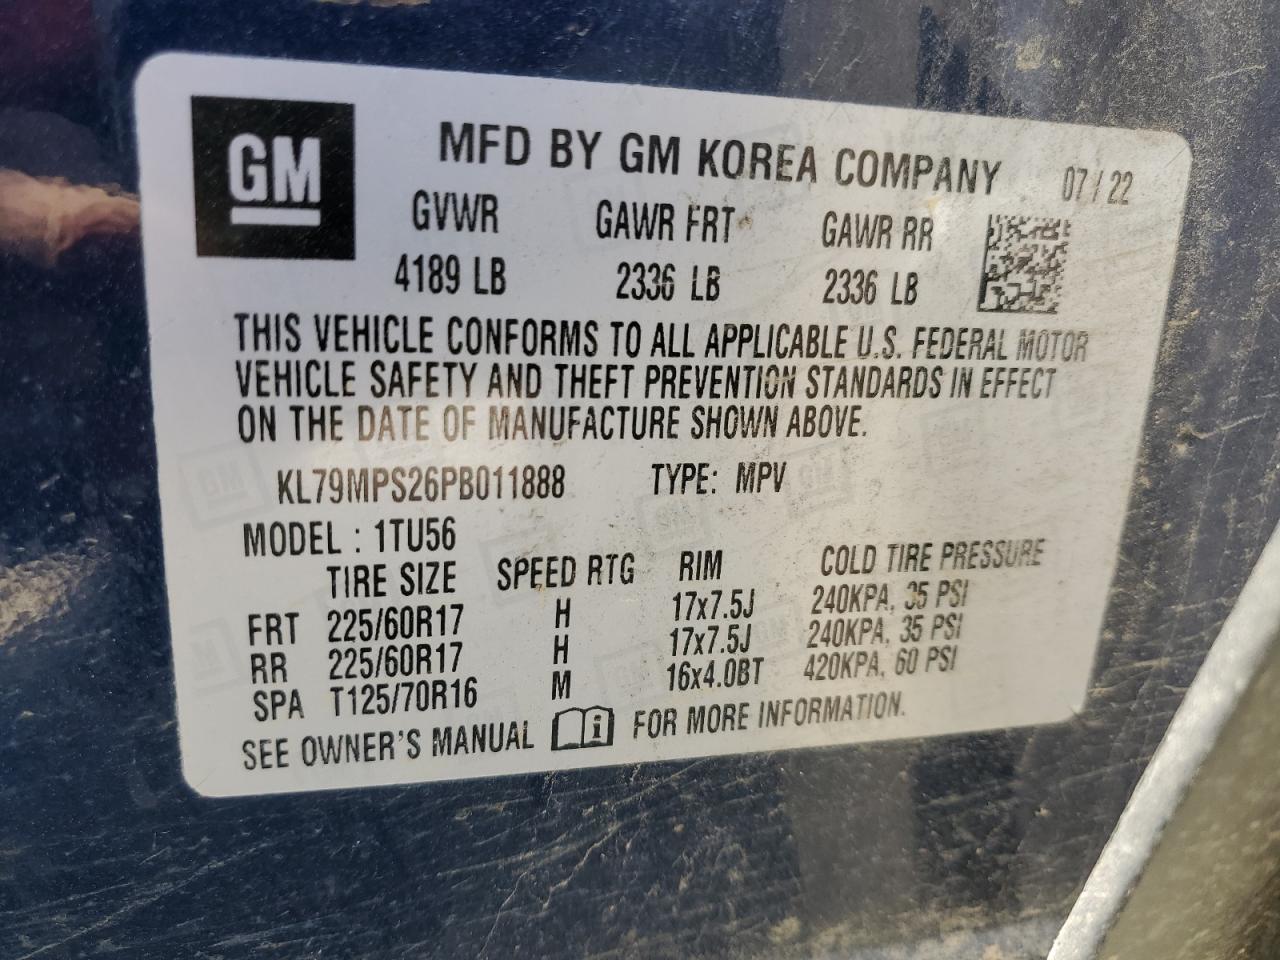 GM
MFD BY GM KOREA COMPANY 07/22
GVWR GAWR FRT GAWR RR
4189 LB 2336 LB 2336 LB
THIS VEHICLE CONFORMS TO ALL APPLICABLE U.S. FEDERAL MOTOR
VEHICLE SAFETY AND THEFT PREVENTION STANDARDS IN EFFECT
ON THE DATE OF MANUFACTURE SHOWN ABOVE.
KL79MPS26PB011888 TYPE: MPV
MODEL : 1TU56
TIRE SIZE SPEED RTG RIM COLD TIRE PRESSURE
FRT 225/60R17 H 17x7.5J 240KPA, 35 PSI
RR 225/60R17 H 17x7.5J 240KPA, 35 PSI
SPA T125/70R16 M 16x4.0BT 420KPA, 60 PSI
SEE OWNER'S MANUAL i FOR MORE INFORMATION.